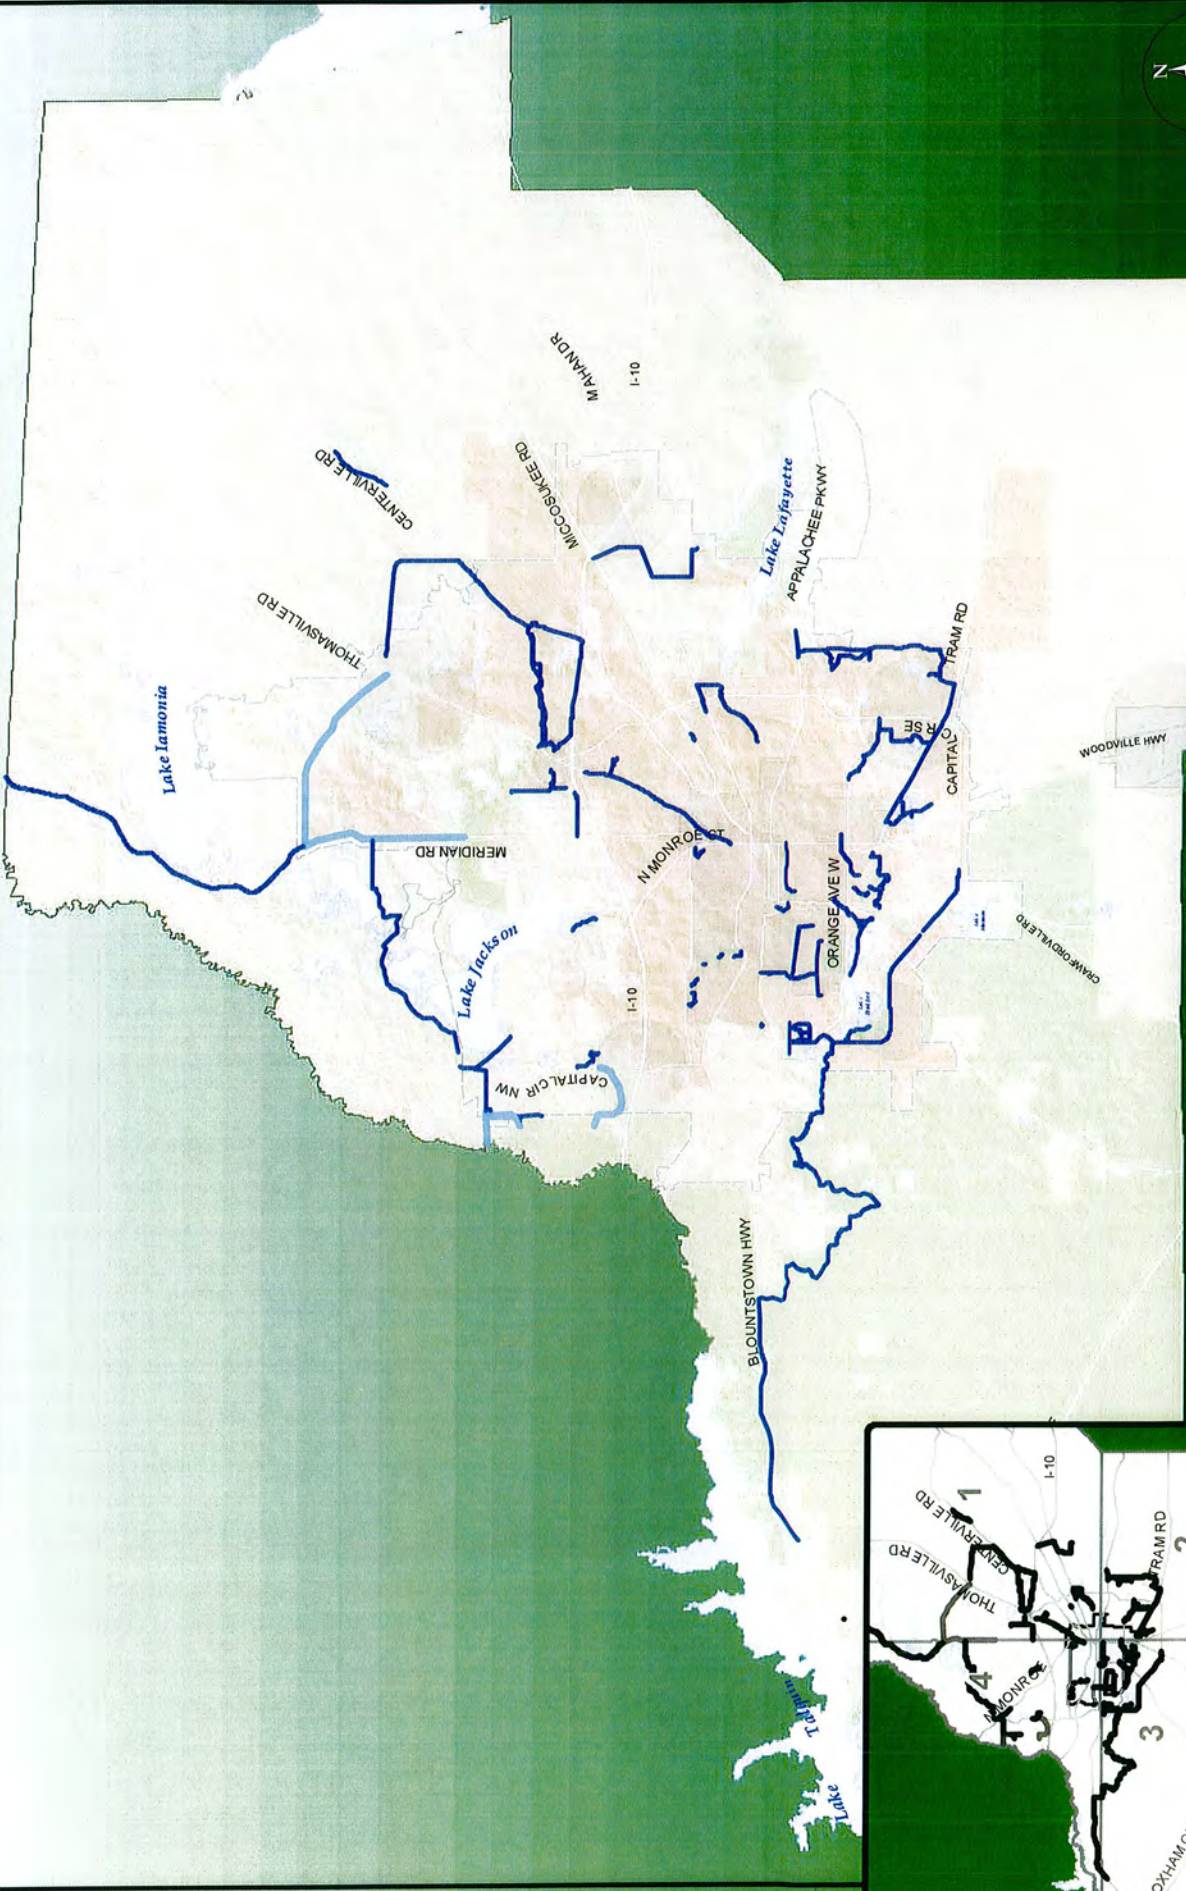 N
Lake Iamonia
THOMASVILLE RD
CENTERVILLE RD
MAHAN DR
I-10
MICCOSUKEE RD
Lake Lafayette
APPALACHEE PKWY
TRAM RD
MERIDIAN RD
Lake Jackson
N MONROE CT
CAPITAL C
R SE
WOODVILLE HWY
ORANGE AVE W
CRAWFORDVILLE RD
I-10
CAPITAL CIR NW
BLOUNTSTOWN HWY
Lake
Talquin
CENTERVILLE RD
1
I-10
THOMASVILLE RD
TRAM RD
2
4
N MONROE
3
OXHAM